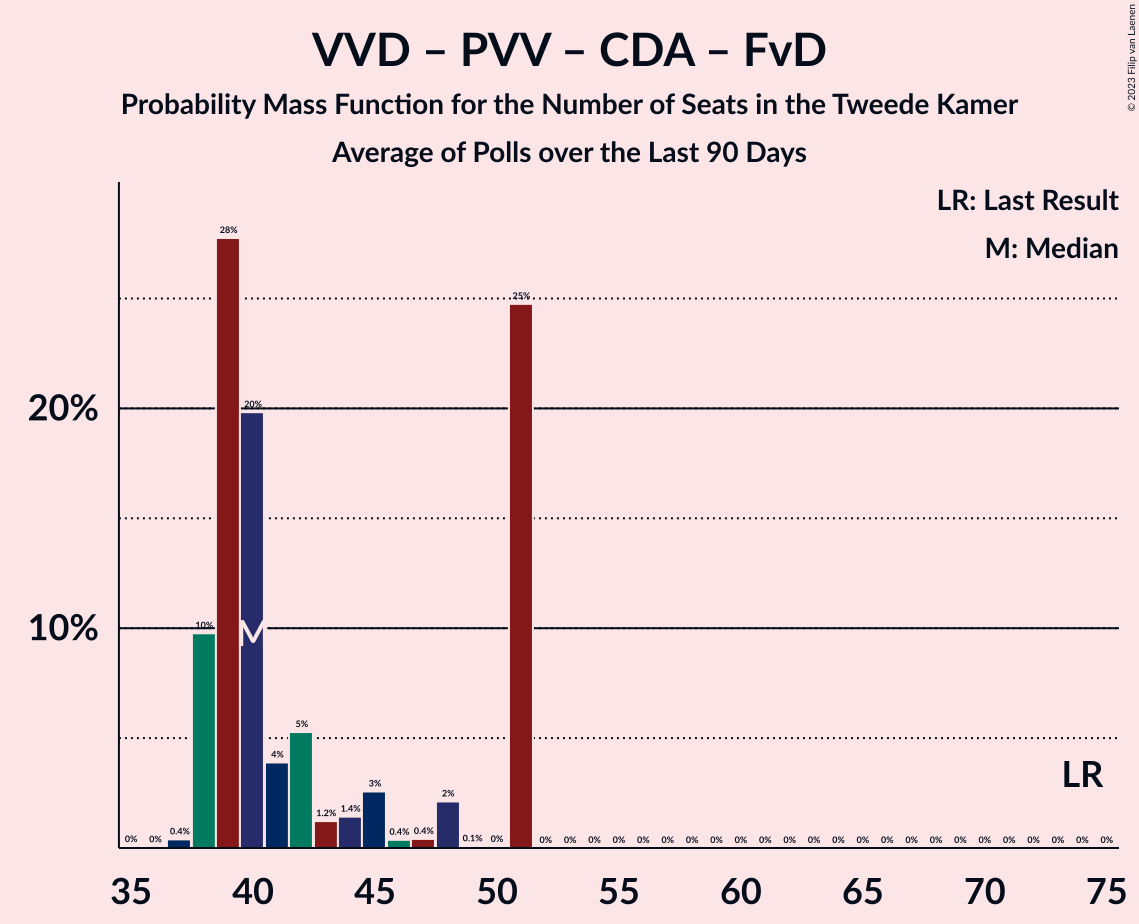 VVD – PVV – CDA – FvD
Probability Mass Function for the Number of Seats in the Tweede Kamer
Average of Polls over the Last 90 Days
© 2023 Filip van Laenen
LR: Last Result
M: Median
20%
10%
0% 0% 0.4% 10% 28% 20% 4% 5% 1.2% 1.4% 3% 0.4% 0.4% 2% 0.1% 0% 25% 0% 0% 0% 0% 0% 0% 0% 0% 0% 0% 0% 0% 0% 0% 0% 0% 0% 0% 0% 0% 0% 0% 0% 0%
M
LR
35 40 45 50 55 60 65 70 75